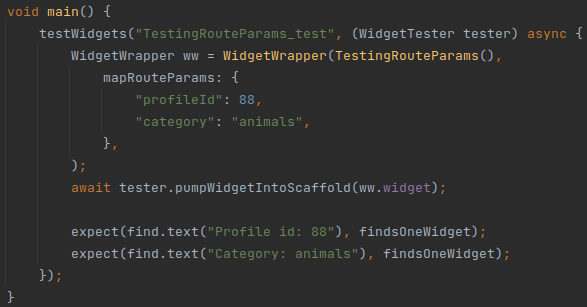 void main() {
    testWidgets("TestingRouteParams_test", (WidgetTester tester) async {
        WidgetWrapper ww = WidgetWrapper(TestingRouteParams(),
            mapRouteParams: {
                "profileId": 88,
                "category": "animals",
            },
        );
        await tester.pumpWidgetIntoScaffold(ww.widget);

        expect(find.text("Profile id: 88"), findsOneWidget);
        expect(find.text("Category: animals"), findsOneWidget);
    });
}